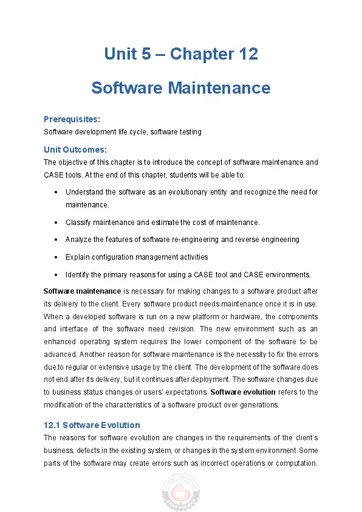 Unit 5 – Chapter 12
Software Maintenance
Prerequisites:
Software development life cycle, software testing
Unit Outcomes:
The objective of this chapter is to introduce the concept of software maintenance and
CASE tools. At the end of this chapter, students will be able to:
• Understand the software as an evolutionary entity and recognize the need for
maintenance.
• Classify maintenance and estimate the cost of maintenance.
• Analyze the features of software re-engineering and reverse engineering
• Explain configuration management activities
• Identify the primary reasons for using a CASE tool and CASE environments.
Software maintenance is necessary for making changes to a software product after
its delivery to the client. Every software product needs maintenance once it is in use.
When a developed software is run on a new platform or hardware, the components
and interface of the software need revision. The new environment such as an
enhanced operating system requires the lower component of the software to be
advanced. Another reason for software maintenance is the necessity to fix the errors
due to regular or extensive usage by the client. The development of the software does
not end after its delivery, but it continues after deployment. The software changes due
to business status changes or users' expectations. Software evolution refers to the
modification of the characteristics of a software product over generations.
12.1 Software Evolution
The reasons for software evolution are changes in the requirements of the client's
business, defects in the existing system, or changes in the system environment. Some
parts of the software may create errors such as incorrect operations or computation.